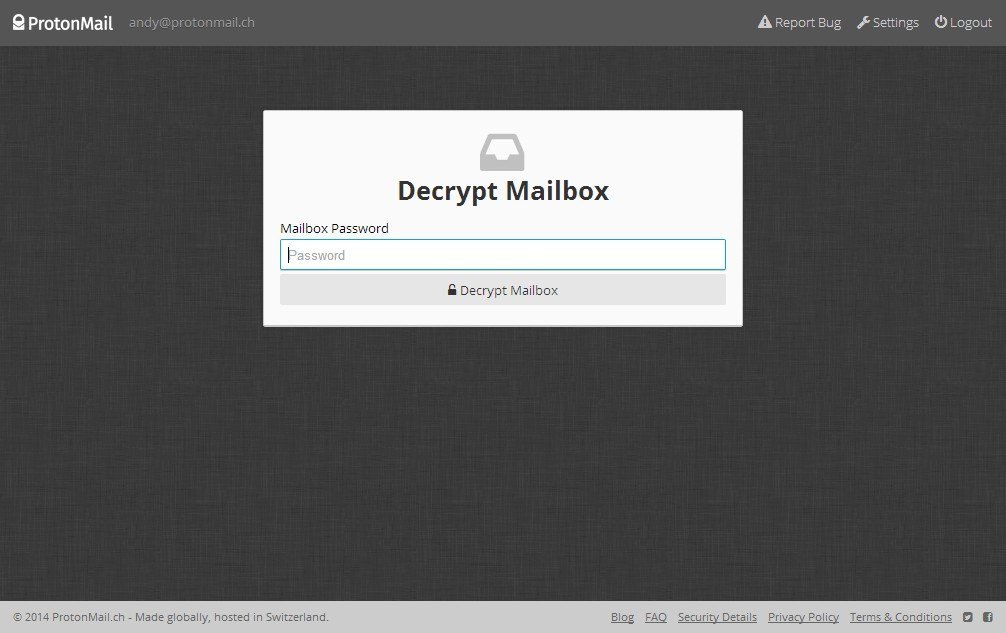 ProtonMail andy@protonmail.ch Report Bug Settings Logout
Decrypt Mailbox
Mailbox Password
Password
Decrypt Mailbox
© 2014 ProtonMail.ch - Made globally, hosted in Switzerland. Blog FAQ Security Details Privacy Policy Terms & Conditions